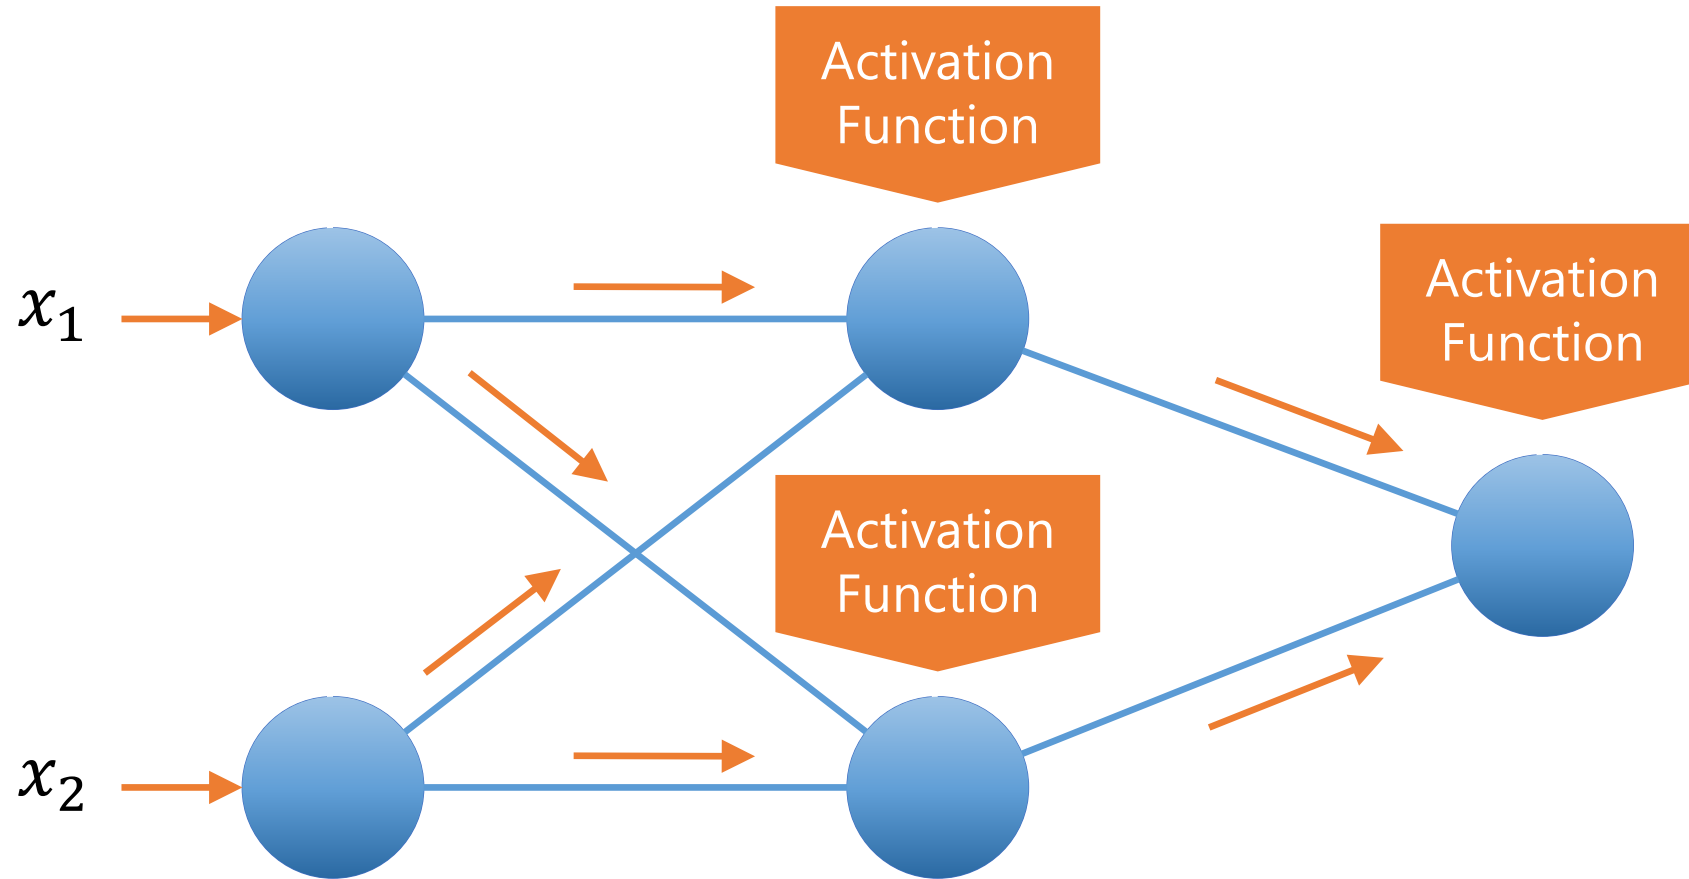 Activation
Function
Activation
Function
x₁
Activation
Function
x₂